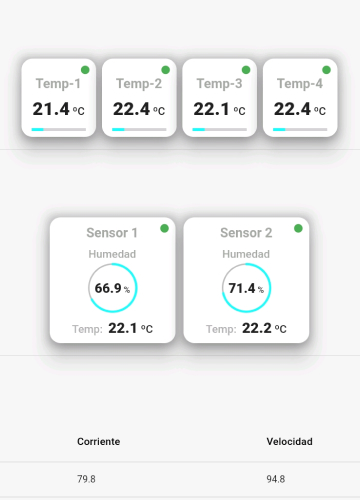 Temp-1 Temp-2 Temp-3 Temp-4
21.4 ºC 22.4 ºC 22.1 ºC 22.4 ºC
Sensor 1 Sensor 2
Humedad Humedad
66.9 % 71.4 %
Temp: 22.1 ºC Temp: 22.2 ºC
Corriente Velocidad
79.8 94.8